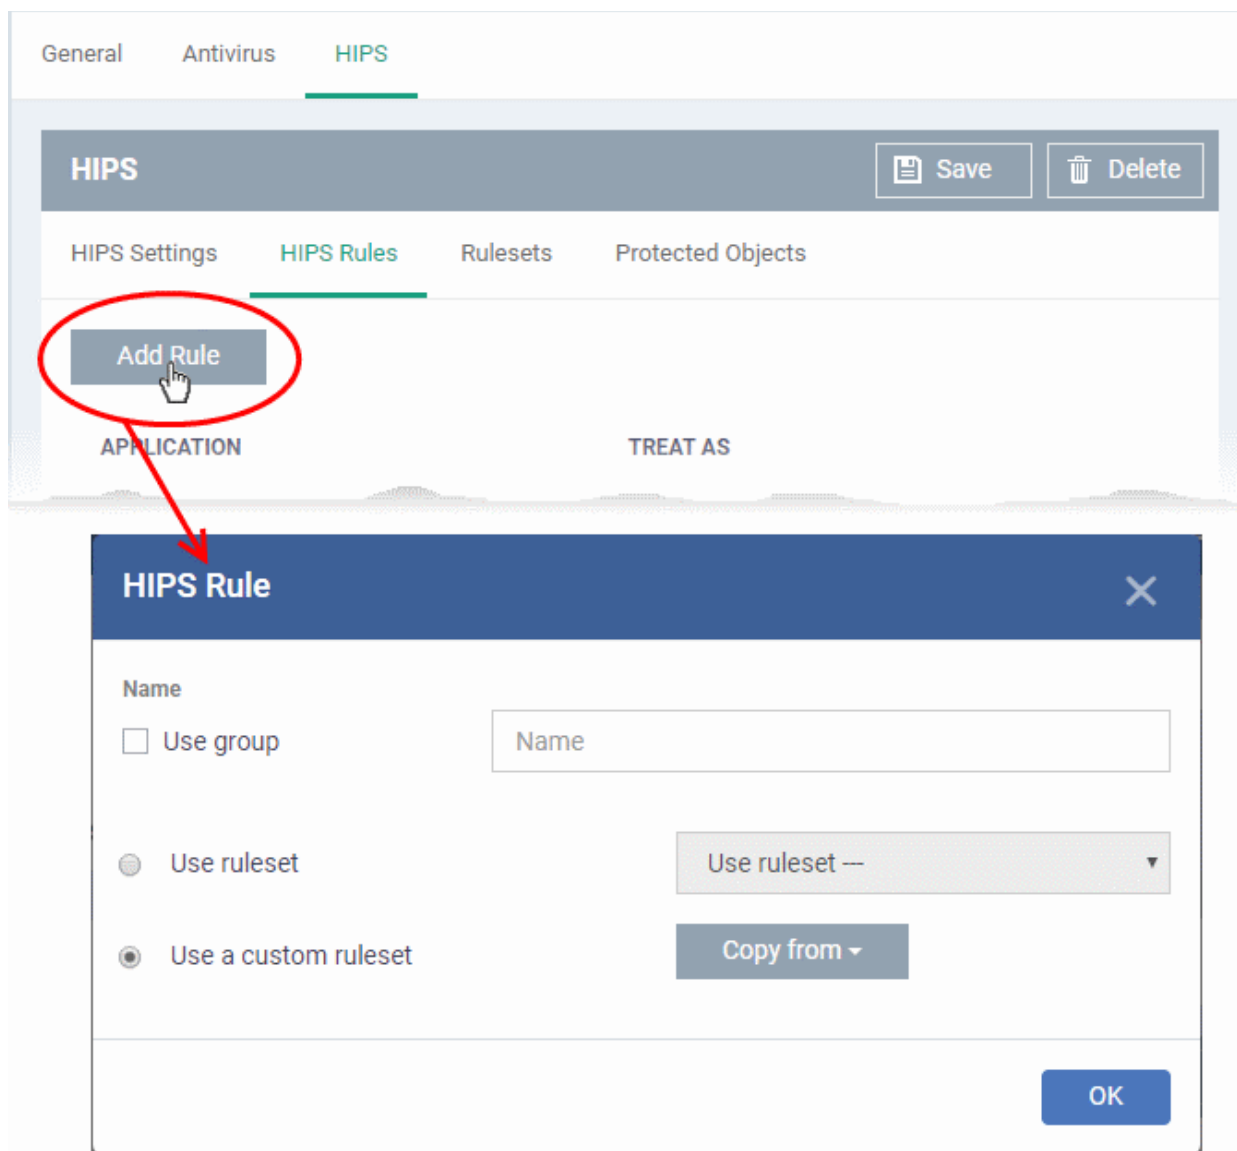 General Antivirus HIPS
HIPS Save Delete
HIPS Settings HIPS Rules Rulesets Protected Objects
Add Rule
APPLICATION TREAT AS
HIPS Rule
Name
Use group Name
Use ruleset Use ruleset ---
Use a custom ruleset Copy from
OK